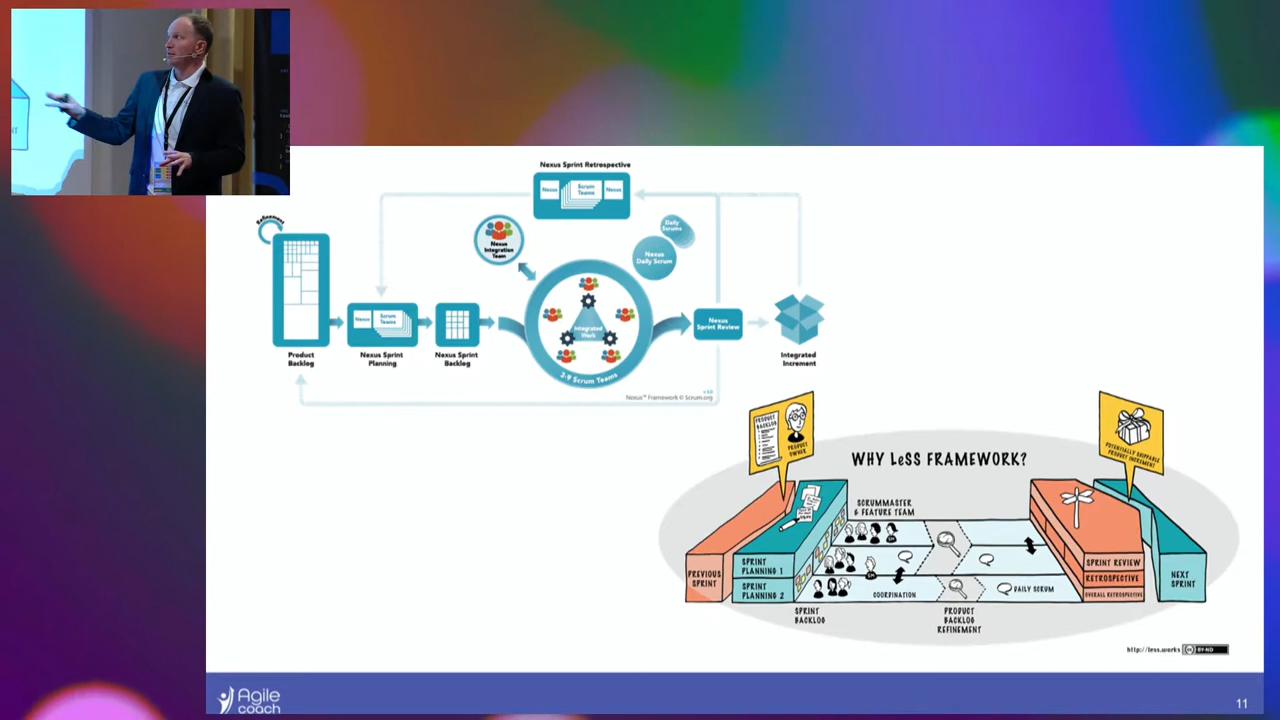 NT
Nexus Sprint Retrospective
Nexus
Scrum
Teams
Nexus
Refinement
Nexus
Integration
Team
Daily
Scrums
Nexus
Daily Scrum
Nexus
Scrum
Teams
Integrated
Work
Nexus
Sprint Review
Product
Backlog
Nexus Sprint
Planning
Nexus Sprint
Backlog
3-9 Scrum Teams
Integrated
Increment
Nexus™ Framework © Scrum.org
PRODUCT
BACKLOG
PRODUCT
OWNER
POTENTIALLY SHIPPABLE
PRODUCT INCREMENT
WHY LeSS FRAMEWORK?
SCRUMMASTER
& FEATURE TEAM
PREVIOUS
SPRINT
SPRINT
PLANNING 1
SPRINT
PLANNING 2
COORDINATION
DAILY SCRUM
SPRINT REVIEW
RETROSPECTIVE
OVERALL RETROSPECTIVE
NEXT
SPRINT
SPRINT
BACKLOG
PRODUCT
BACKLOG
REFINEMENT
http://less.works
BY-ND
Agile
coach
11